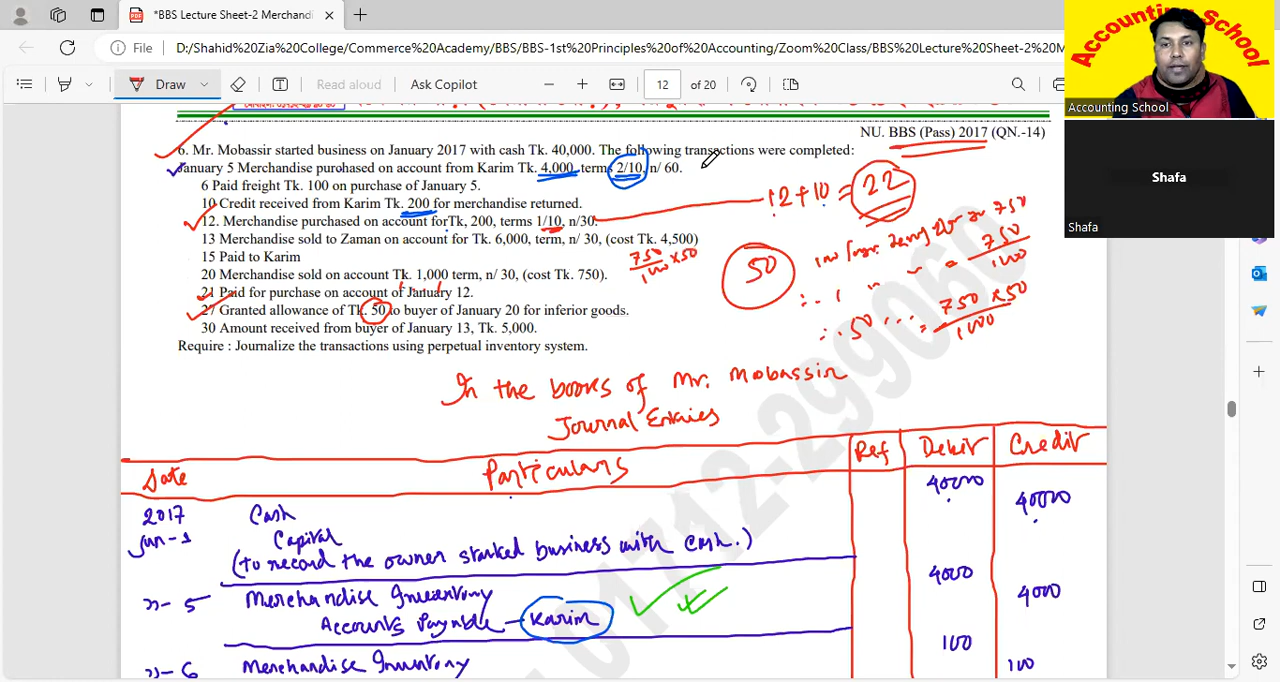 *BBS Lecture Sheet-2 Merchandi
File D:/Shahid%20Zia%20College/Commerce%20Academy/BBS/BBS-1st%20Principles%20of%20Accounting/Zoom%20Class/BBS%20Lecture%20Sheet-2%20M
Draw Read aloud Ask Copilot 12 of 20
Accounting School
Accounting School
Shafa
Shafa
NU. BBS (Pass) 2017 (QN.-14)
6. Mr. Mobassir started business on January 2017 with cash Tk. 40,000. The following transactions were completed:
January 5 Merchandise purchased on account from Karim Tk. 4,000, terms 2/10, n/ 60.
6 Paid freight Tk. 100 on purchase of January 5.
10 Credit received from Karim Tk. 200 for merchandise returned.
12. Merchandise purchased on account forTk, 200, terms 1/10, n/30.
13 Merchandise sold to Zaman on account for Tk. 6,000, term, n/ 30, (cost Tk. 4,500)
15 Paid to Karim
20 Merchandise sold on account Tk. 1,000 term, n/ 30, (cost Tk. 750).
21 Paid for purchase on account of January 12.
27 Granted allowance of Tk. 50 to buyer of January 20 for inferior goods.
30 Amount received from buyer of January 13, Tk. 5,000.
Require : Journalize the transactions using perpetual inventory system.
12+10 = 22
50
750
= 750
∴ 1
∴ 50 = 750 × 50
In the books of Mr. Mobassir
Journal Entries
Date Particulars Ref Debit Credit
2017 Cash 40000
Jan-1 Capital 40000
(to record the owner started business with cash.)
"-5 Merchandise Inventory 4000
Accounts Payable - Karim 4000
"-6 Merchandise Inventory 100
100